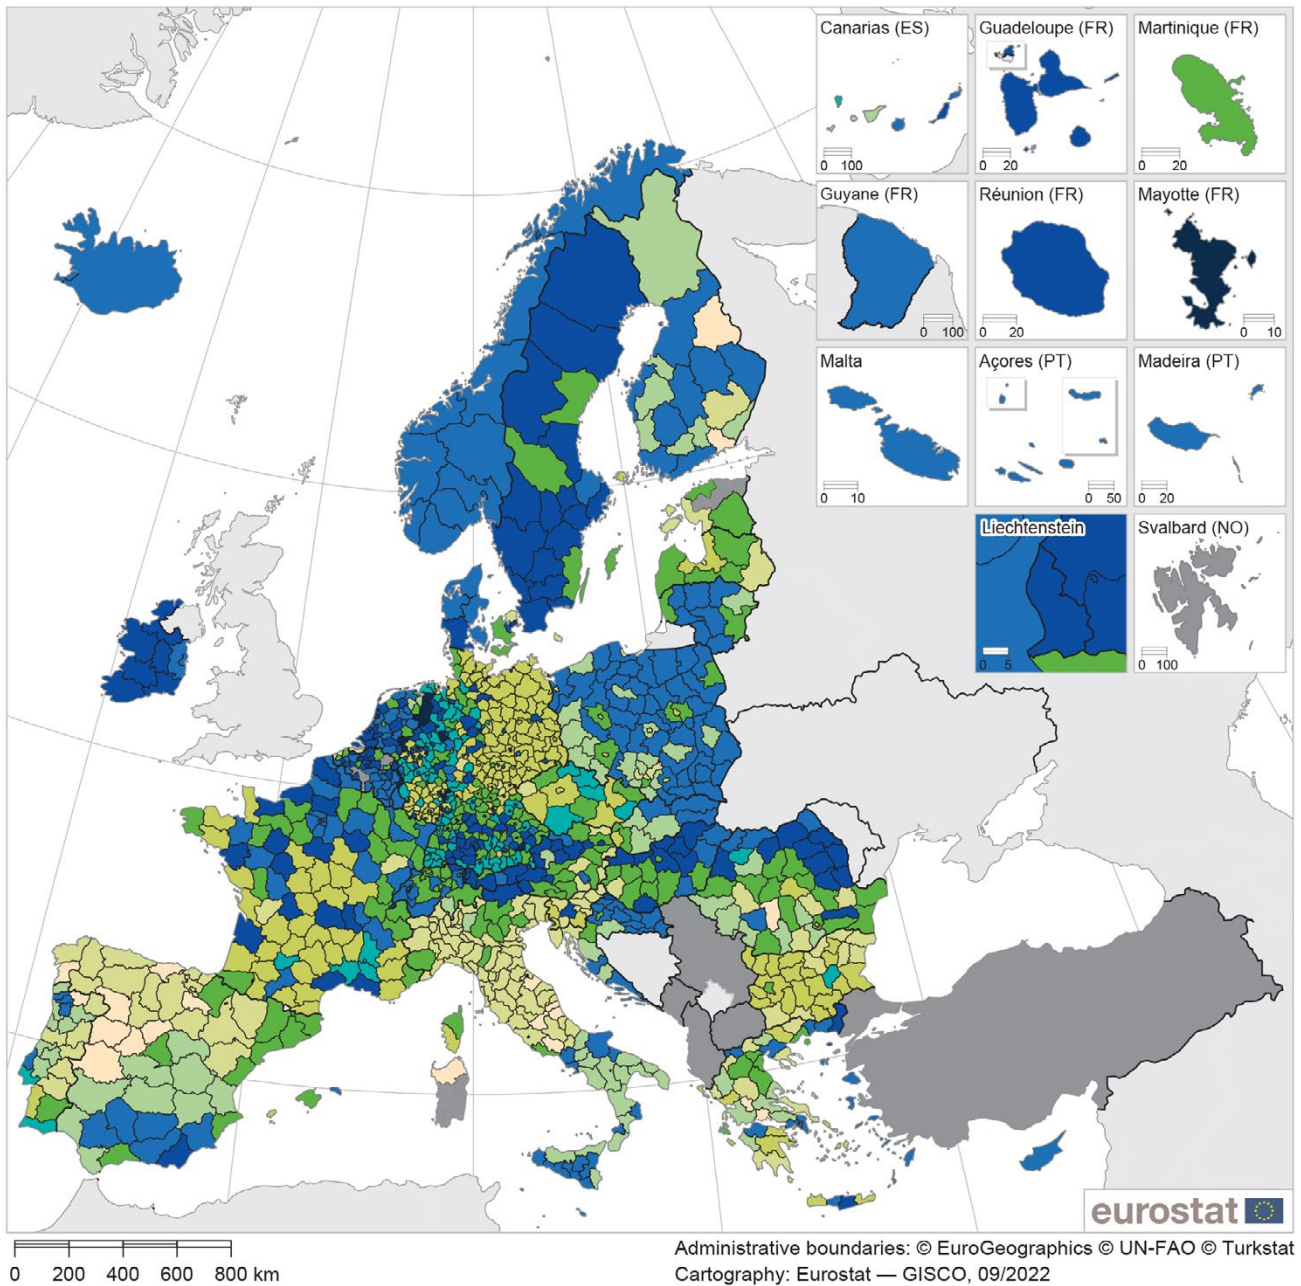 Canarias (ES)
0 100
Guadeloupe (FR)
0 20
Martinique (FR)
0 20
Guyane (FR)
0 100
Réunion (FR)
0 20
Mayotte (FR)
0 10
Malta
0 10
Açores (PT)
0 50
Madeira (PT)
0 20
Liechtenstein
0 5
Svalbard (NO)
0 100
eurostat
Administrative boundaries: © EuroGeographics © UN-FAO © Turkstat
Cartography: Eurostat — GISCO, 09/2022
0 200 400 600 800 km